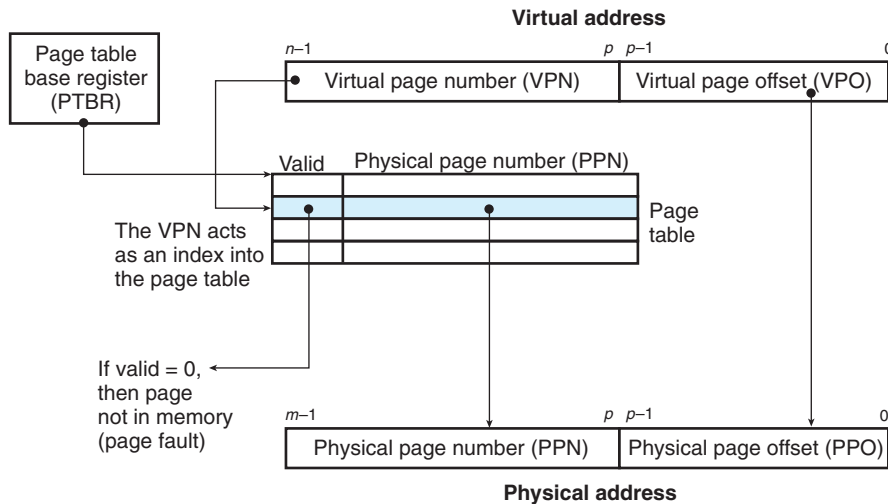 Virtual address
Page table
base register
(PTBR)
n–1
p
p–1
0
Virtual page number (VPN)
Virtual page offset (VPO)
Valid
Physical page number (PPN)
The VPN acts
as an index into
the page table
Page
table
If valid = 0,
then page
not in memory
(page fault)
m–1
p
p–1
0
Physical page number (PPN)
Physical page offset (PPO)
Physical address